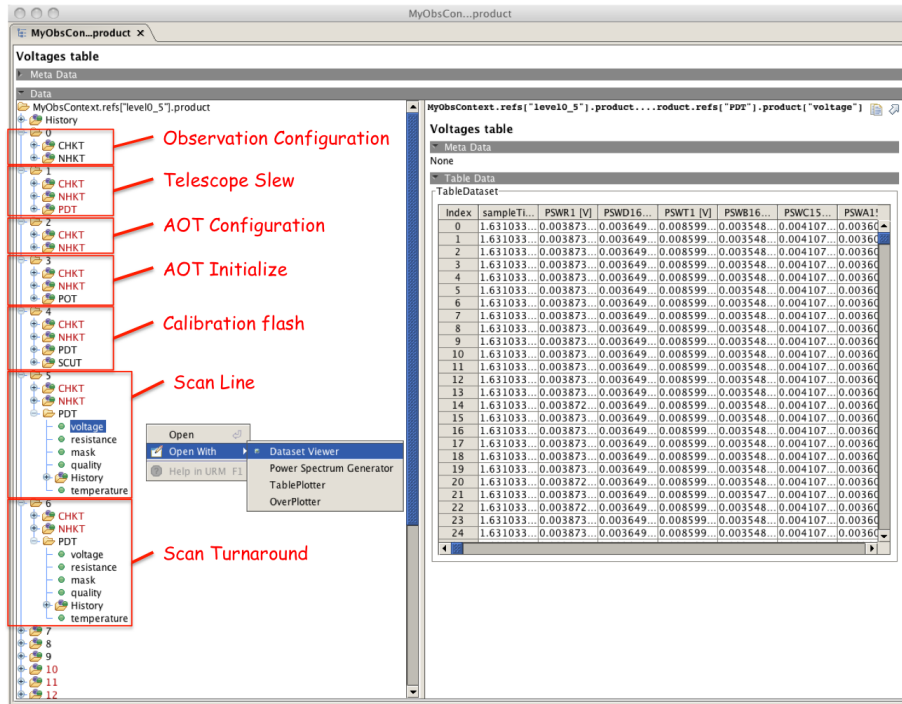 MyObsCon...product
MyObsCon...product ×
Voltages table
Meta Data
Data
MyObsContext.refs["level0_5"].product
History
0
CHKT
NHKT
Observation Configuration
1
CHKT
NHKT
PDT
Telescope Slew
2
CHKT
NHKT
AOT Configuration
3
CHKT
NHKT
POT
AOT Initialize
4
CHKT
NHKT
PDT
SCUT
Calibration flash
5
CHKT
NHKT
PDT
voltage
resistance
mask
quality
History
temperature
Scan Line
Open
Open With
Help in URM F1
Dataset Viewer
Power Spectrum Generator
TablePlotter
OverPlotter
6
CHKT
NHKT
PDT
voltage
resistance
mask
quality
History
temperature
Scan Turnaround
7
8
9
10
11
12
MyObsContext.refs["level0_5"].product....roduct.refs["PDT"].product["voltage"]
Voltages table
Meta Data
None
Table Data
TableDataset
Index sampleTi... PSWR1 [V] PSWD16... PSWT1 [V] PSWB16... PSWC15... PSWA15
0 1.631033... 0.003873... 0.003649... 0.008599... 0.003548... 0.004107... 0.00360
1 1.631033... 0.003873... 0.003649... 0.008599... 0.003548... 0.004107... 0.00360
2 1.631033... 0.003873... 0.003649... 0.008599... 0.003548... 0.004107... 0.00360
3 1.631033... 0.003873... 0.003649... 0.008599... 0.003548... 0.004107... 0.00360
4 1.631033... 0.003873... 0.003649... 0.008599... 0.003548... 0.004107... 0.00360
5 1.631033... 0.003873... 0.003649... 0.008599... 0.003548... 0.004107... 0.00360
6 1.631033... 0.003873... 0.003649... 0.008599... 0.003548... 0.004107... 0.00360
7 1.631033... 0.003873... 0.003649... 0.008599... 0.003548... 0.004107... 0.00360
8 1.631033... 0.003873... 0.003649... 0.008599... 0.003548... 0.004107... 0.00360
9 1.631033... 0.003873... 0.003649... 0.008599... 0.003548... 0.004107... 0.00360
10 1.631033... 0.003873... 0.003649... 0.008599... 0.003548... 0.004107... 0.00360
11 1.631033... 0.003873... 0.003649... 0.008599... 0.003548... 0.004107... 0.00360
12 1.631033... 0.003873... 0.003649... 0.008599... 0.003548... 0.004107... 0.00360
13 1.631033... 0.003873... 0.003649... 0.008599... 0.003548... 0.004107... 0.00360
14 1.631033... 0.003872... 0.003649... 0.008599... 0.003548... 0.004107... 0.00360
15 1.631033... 0.003873... 0.003649... 0.008599... 0.003548... 0.004107... 0.00360
16 1.631033... 0.003873... 0.003649... 0.008599... 0.003548... 0.004107... 0.00360
17 1.631033... 0.003873... 0.003649... 0.008599... 0.003548... 0.004107... 0.00360
18 1.631033... 0.003873... 0.003649... 0.008599... 0.003548... 0.004107... 0.00360
19 1.631033... 0.003873... 0.003649... 0.008599... 0.003548... 0.004107... 0.00360
20 1.631033... 0.003872... 0.003649... 0.008599... 0.003548... 0.004107... 0.00360
21 1.631033... 0.003873... 0.003649... 0.008599... 0.003547... 0.004107... 0.00360
22 1.631033... 0.003872... 0.003649... 0.008599... 0.003548... 0.004107... 0.00360
23 1.631033... 0.003873... 0.003649... 0.008599... 0.003548... 0.004107... 0.00360
24 1.631033... 0.003873... 0.003649... 0.008599... 0.003548... 0.004107... 0.00360